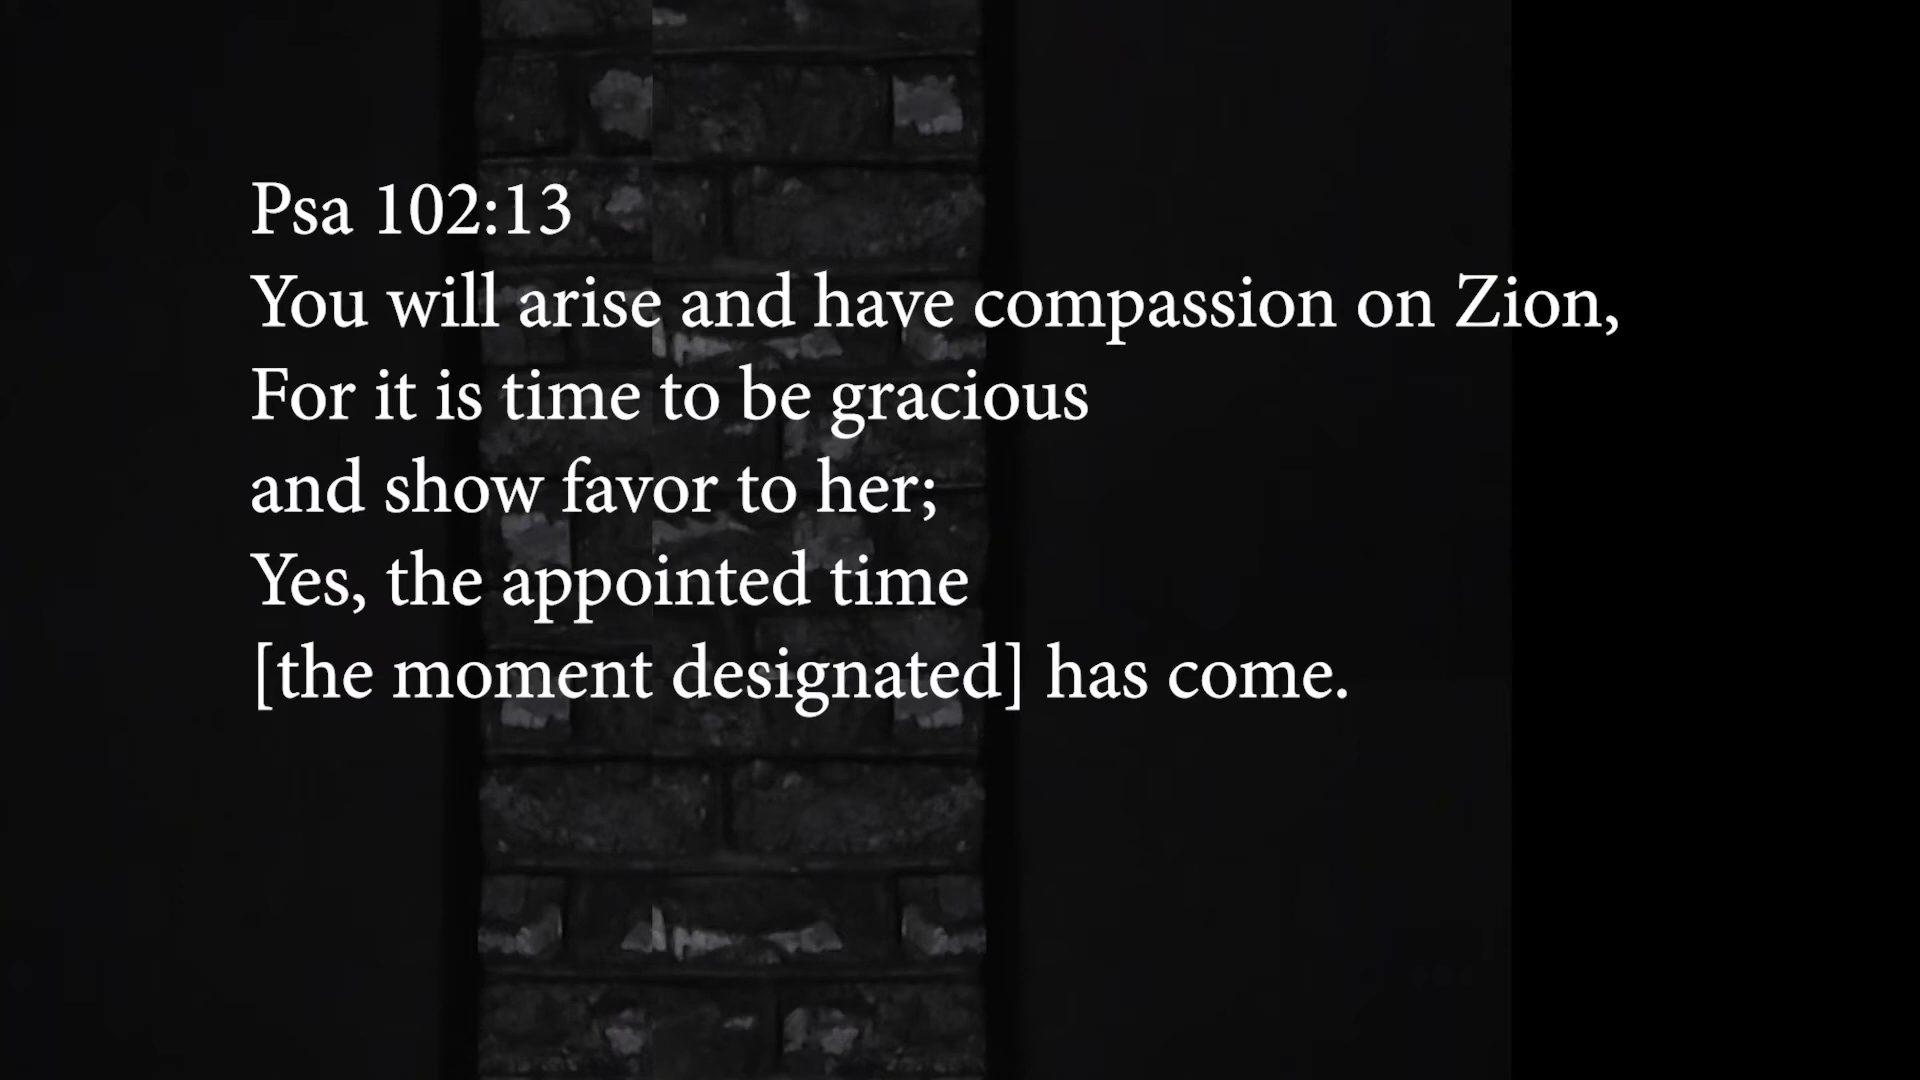 Psa 102:13
You will arise and have compassion on Zion,
For it is time to be gracious
and show favor to her;
Yes, the appointed time
[the moment designated] has come.